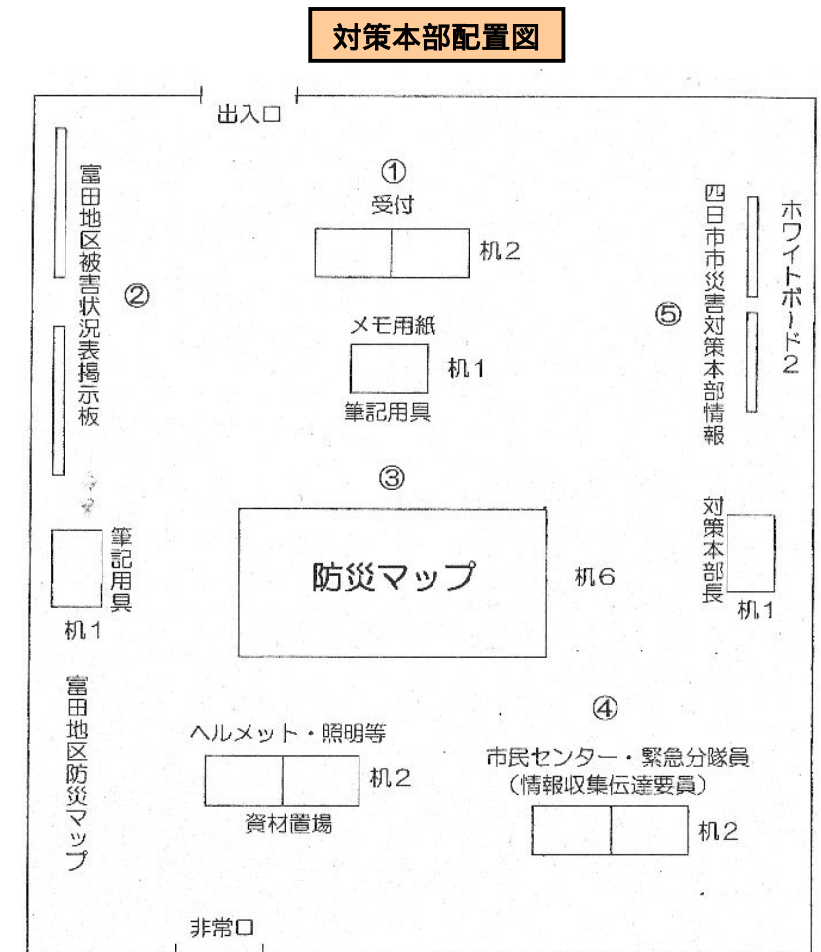 対策本部配置図
出入口
①
受付
机2
富田地区被害状況表掲示板
②
メモ用紙
机1
筆記用具
四日市市災害対策本部情報
ホワイトボード2
⑤
③
防災マップ
机6
筆記用具
机1
対策本部長
机1
富田地区防災マップ
ヘルメット・照明等
机2
資材置場
④
市民センター・緊急分隊員
(情報収集伝達要員)
机2
非常口